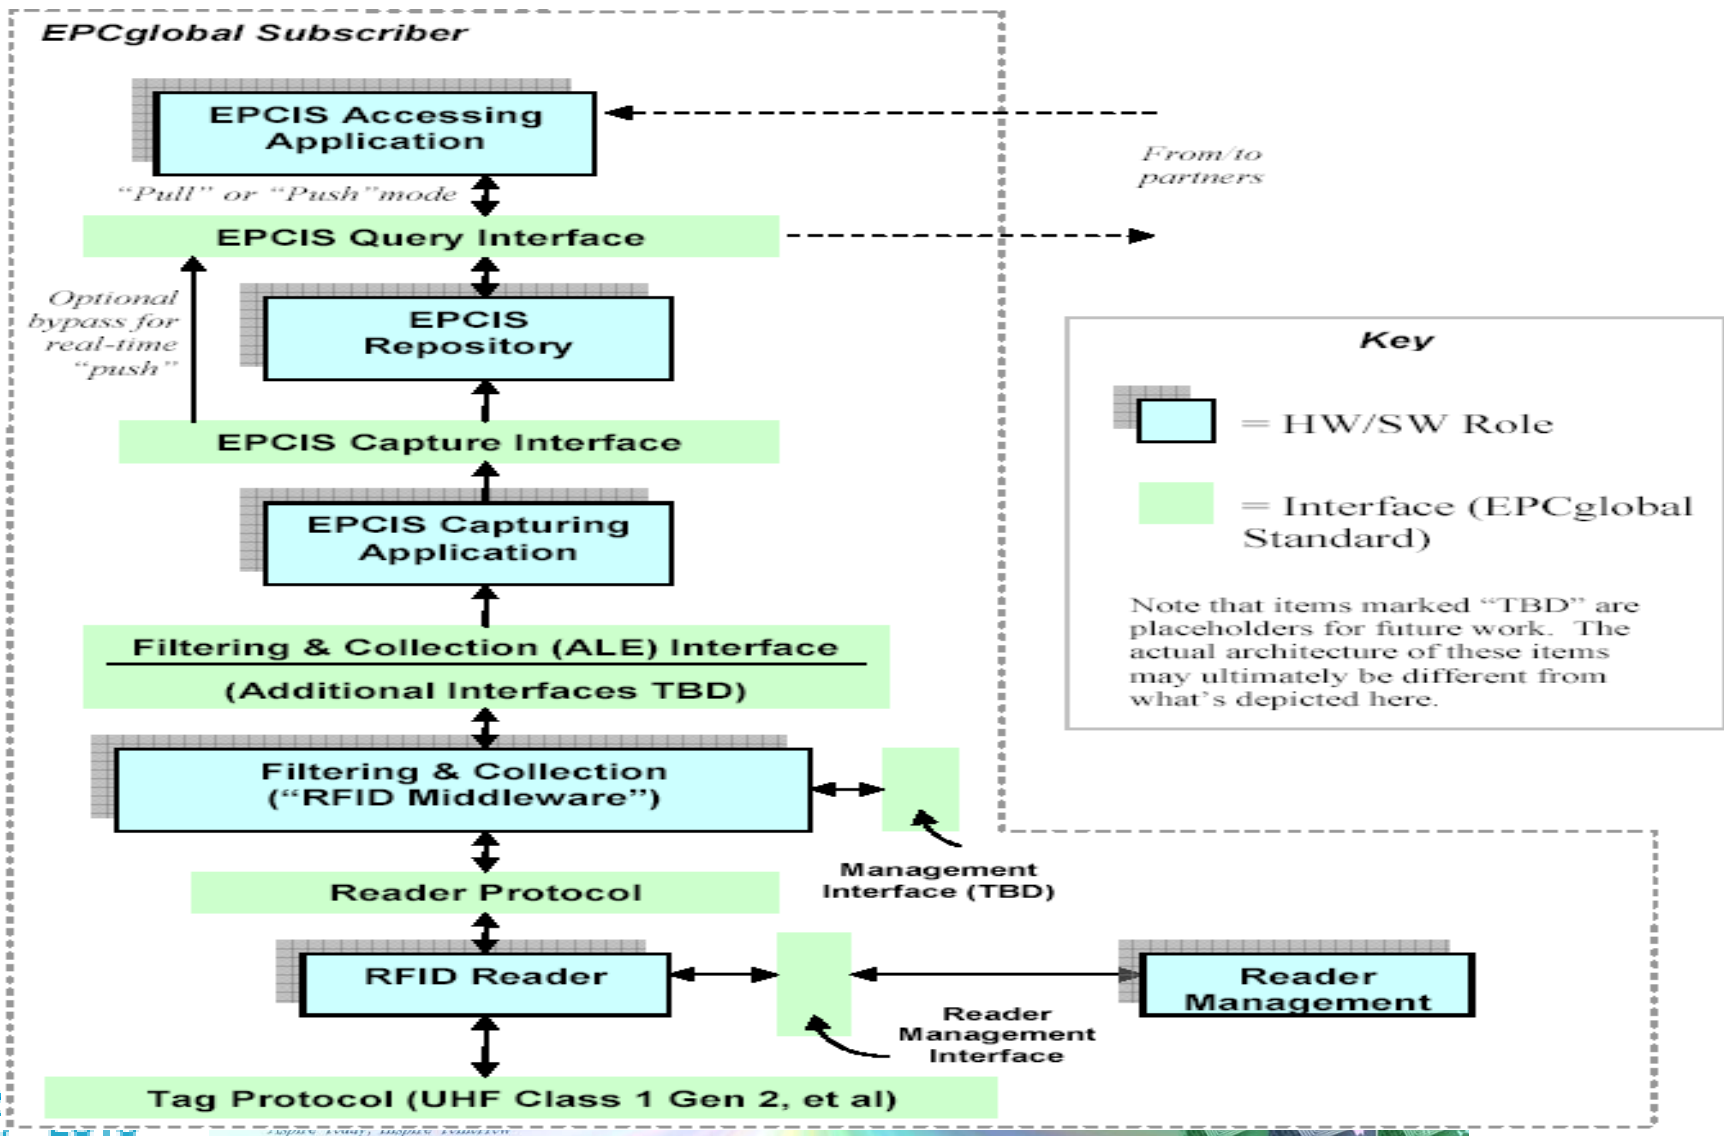 EPCglobal Subscriber
EPCIS Accessing
Application
"Pull" or "Push"mode
From/to
partners
EPCIS Query Interface
Optional
bypass for
real-time
"push"
EPCIS
Repository
EPCIS Capture Interface
EPCIS Capturing
Application
Filtering & Collection (ALE) Interface
(Additional Interfaces TBD)
Filtering & Collection
("RFID Middleware")
Management
Interface (TBD)
Reader Protocol
RFID Reader
Reader
Management
Interface
Reader
Management
Tag Protocol (UHF Class 1 Gen 2, et al)
Key
= HW/SW Role
= Interface (EPCglobal
Standard)
Note that items marked "TBD" are
placeholders for future work. The
actual architecture of these items
may ultimately be different from
what's depicted here.